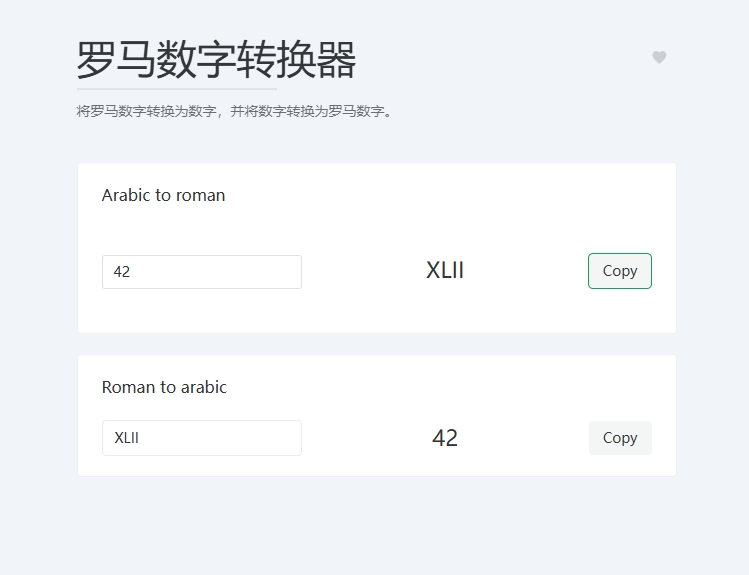 罗马数字转换器
将罗马数字转换为数字，并将数字转换为罗马数字。
Arabic to roman
42 XLII Copy
Roman to arabic
XLII 42 Copy